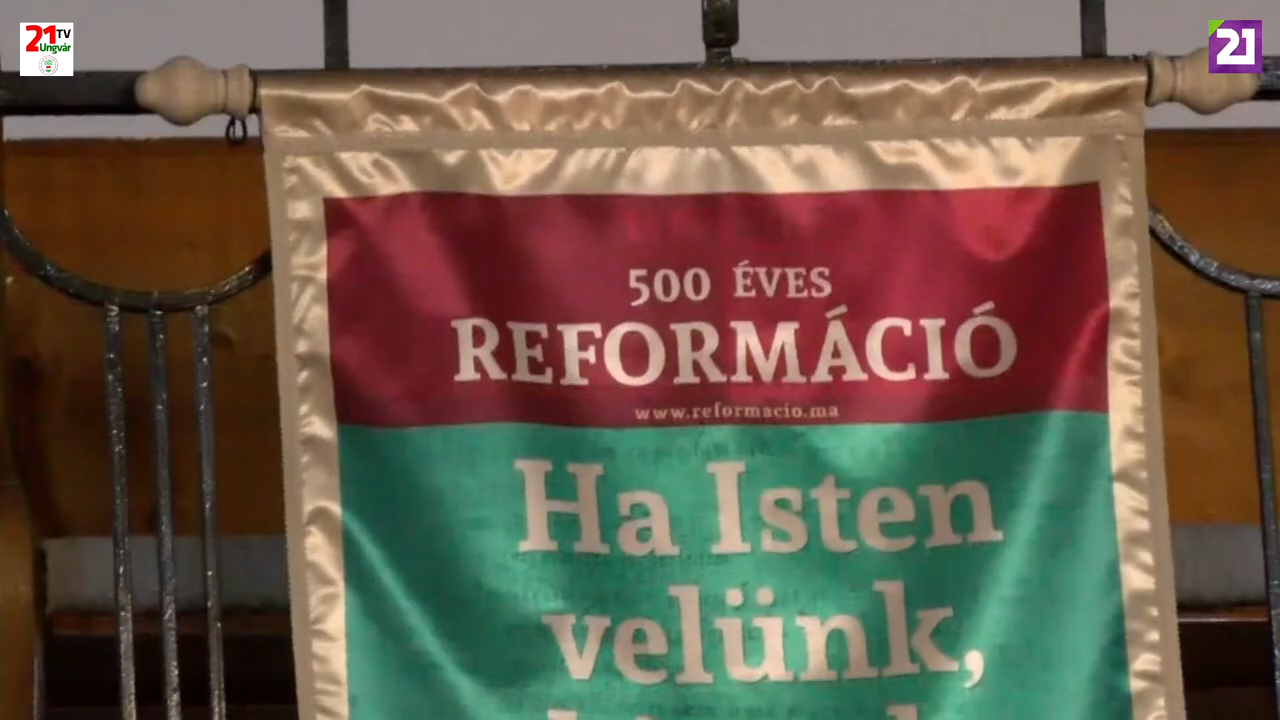 21 TV
Ungvár
21
500 ÉVES
REFORMÁCIÓ
www.reformacio.ma
Ha Isten
velünk,